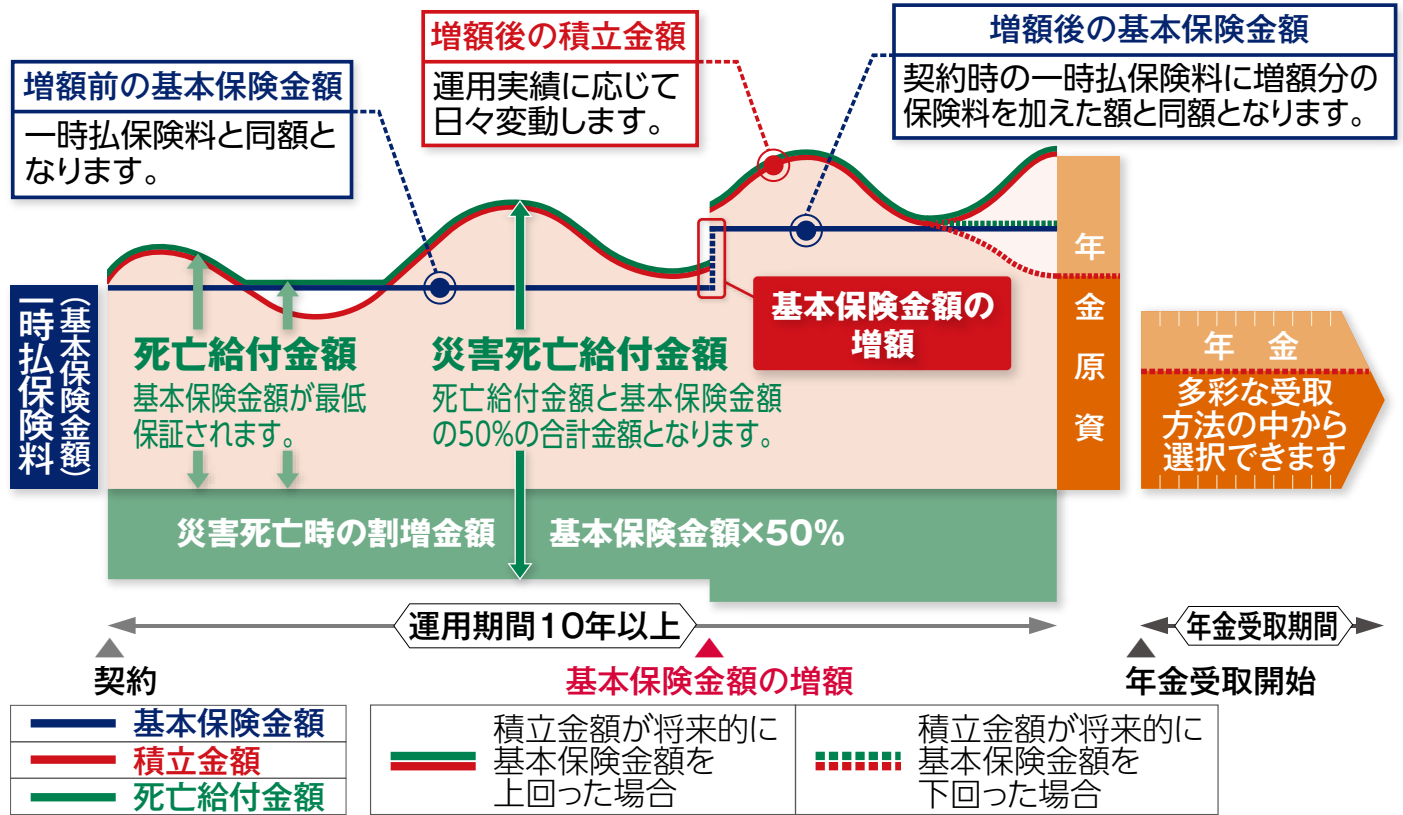 増額前の基本保険金額
一時払保険料と同額と
なります。
増額後の積立金額
運用実績に応じて
日々変動します。
増額後の基本保険金額
契約時の一時払保険料に増額分の
保険料を加えた額と同額となります。
一時払保険料
（基本保険金額）
死亡給付金額
基本保険金額が最低
保証されます。
災害死亡給付金額
死亡給付金額と基本保険金額
の50%の合計金額となります。
基本保険金額の
増額
年金原資
年金
多彩な受取
方法の中から
選択できます
災害死亡時の割増金額
基本保険金額×50%
運用期間10年以上
年金受取期間
契約
基本保険金額の増額
年金受取開始
基本保険金額
積立金額
死亡給付金額
積立金額が将来的に
基本保険金額を
上回った場合
積立金額が将来的に
基本保険金額を
下回った場合